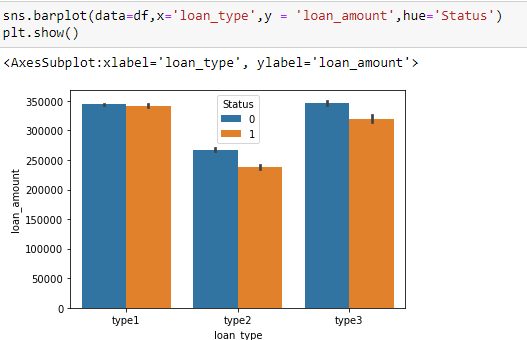 sns.barplot(data=df,x='loan_type',y = 'loan_amount',hue='Status')
plt.show()
<AxesSubplot:xlabel='loan_type', ylabel='loan_amount'>
Status
0
1
350000
300000
250000
200000
150000
100000
50000
0
loan_amount
type1 type2 type3
loan_type